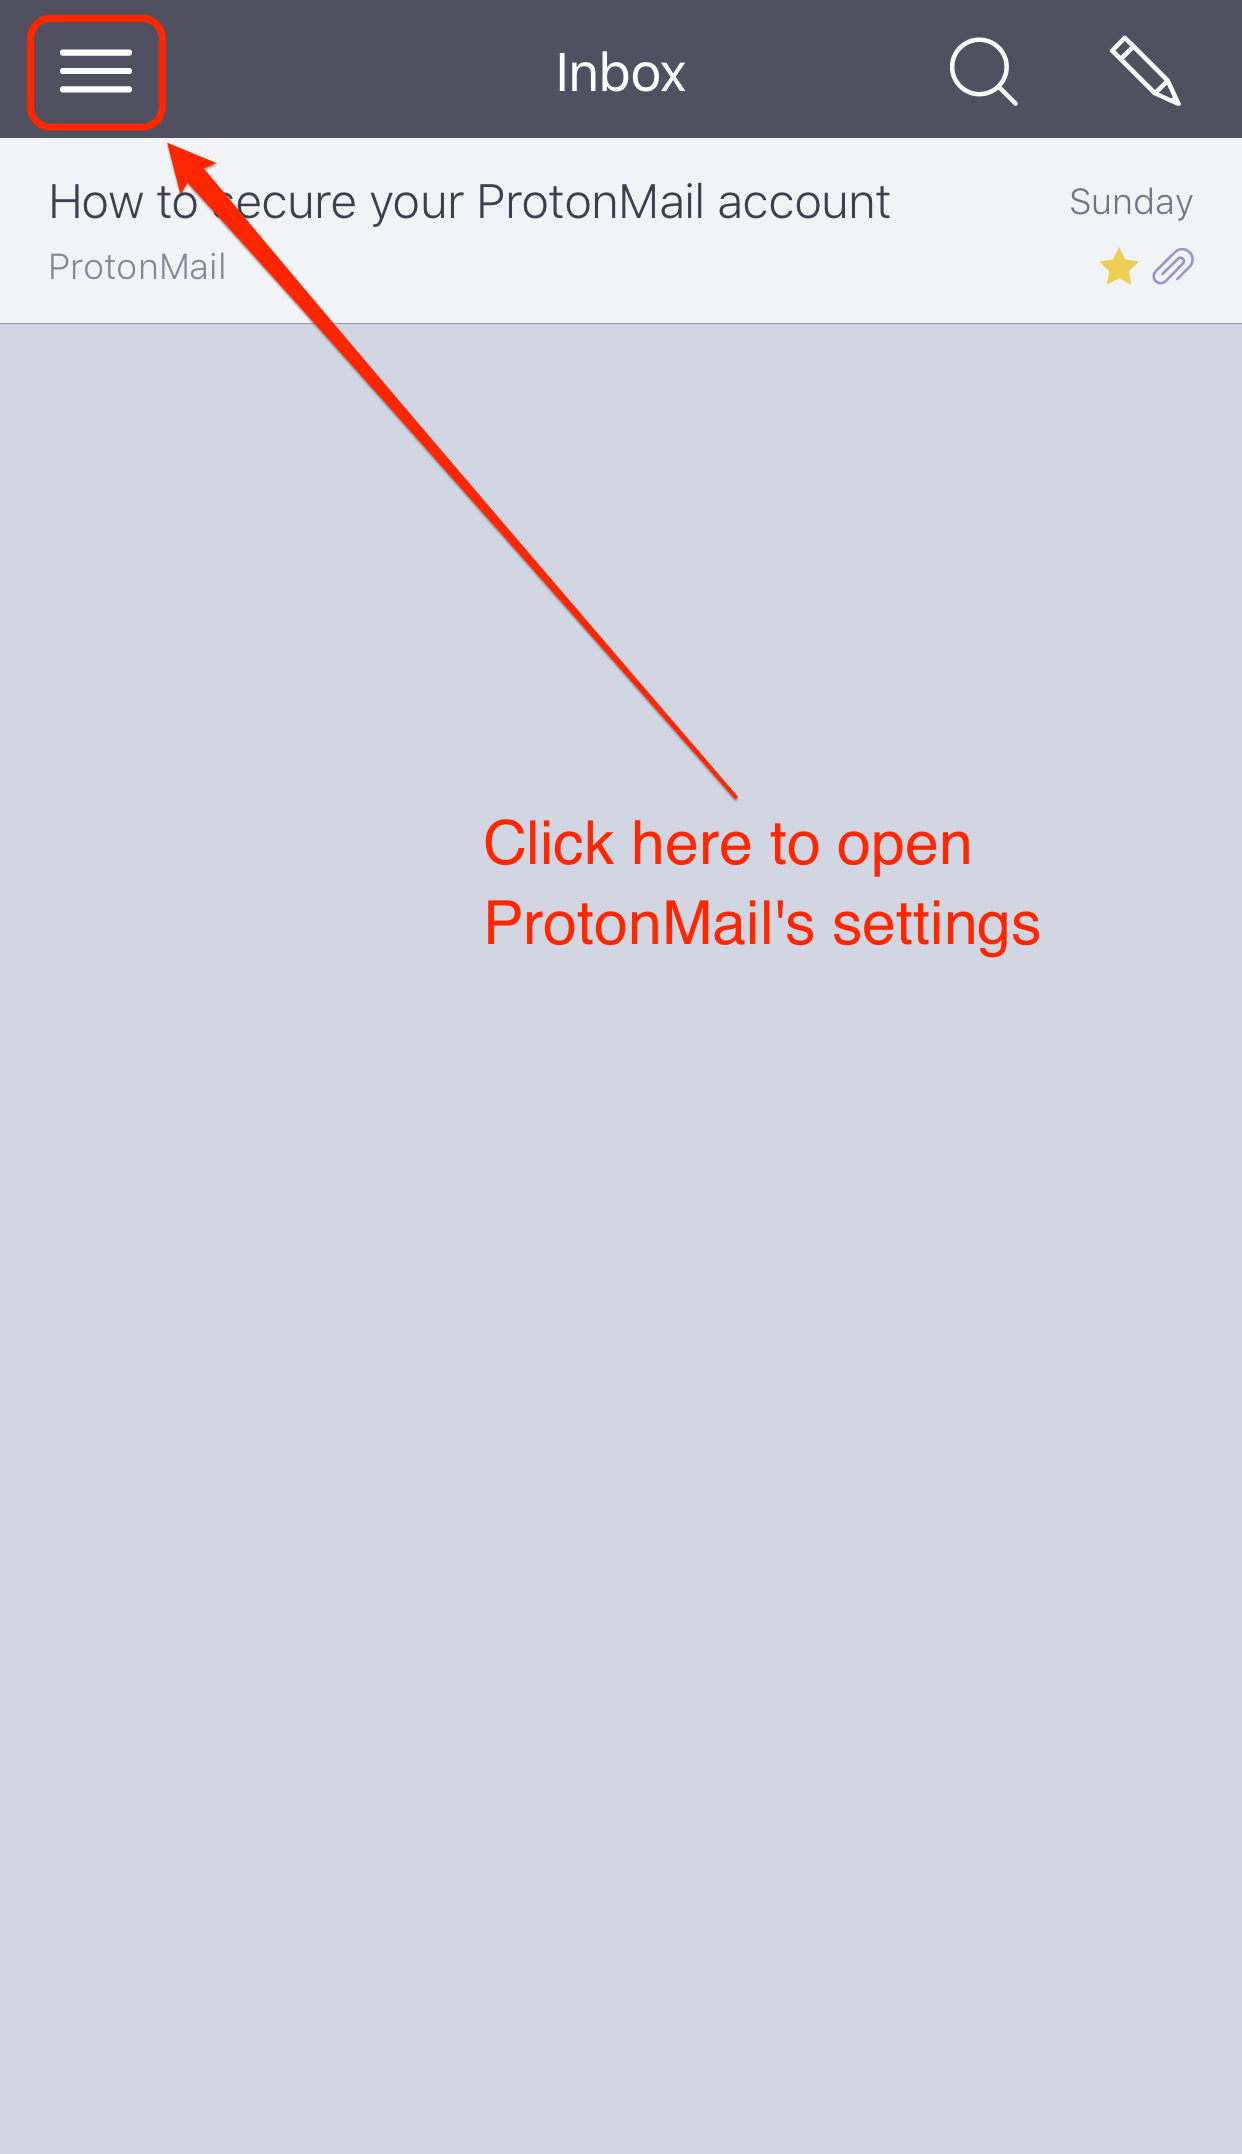 Inbox
How to secure your ProtonMail account
Sunday
ProtonMail
Click here to open
ProtonMail's settings